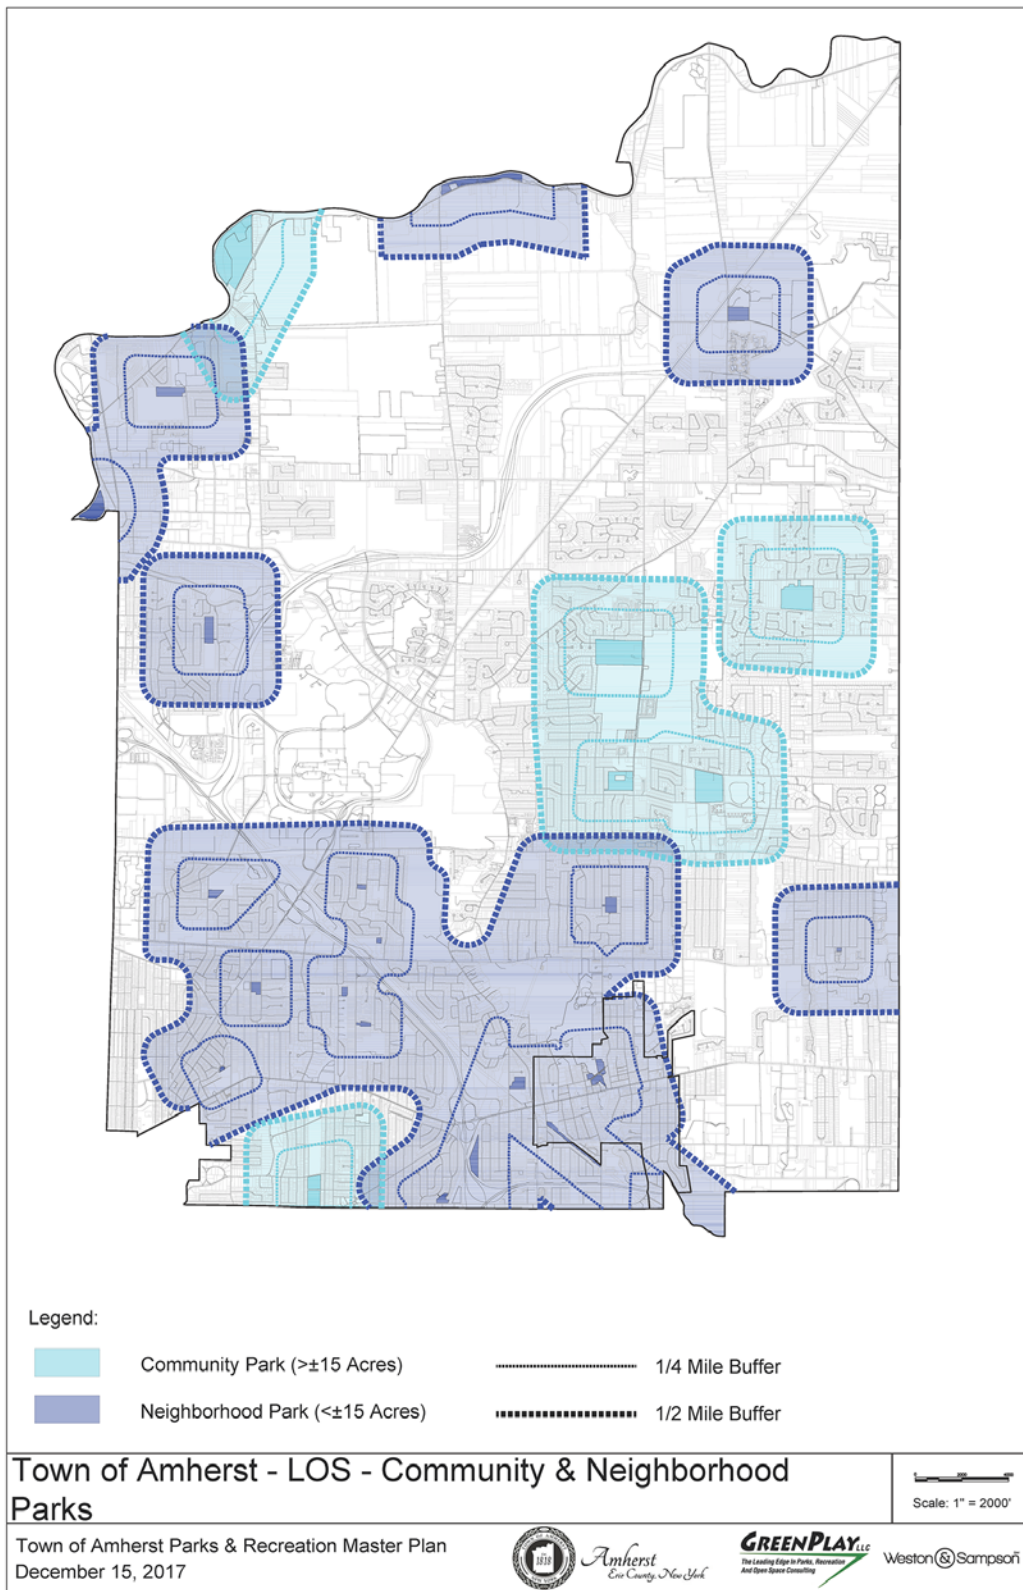 Legend:
Community Park (>±15 Acres)
1/4 Mile Buffer
Neighborhood Park (<±15 Acres)
1/2 Mile Buffer
Town of Amherst - LOS - Community & Neighborhood
Parks
Scale: 1" = 2000'
Town of Amherst Parks & Recreation Master Plan
December 15, 2017
1818
Amherst
Erie County, New York
GREENPLAY LLC
The Leading Edge In Parks, Recreation
And Open Space Consulting
Weston & Sampson